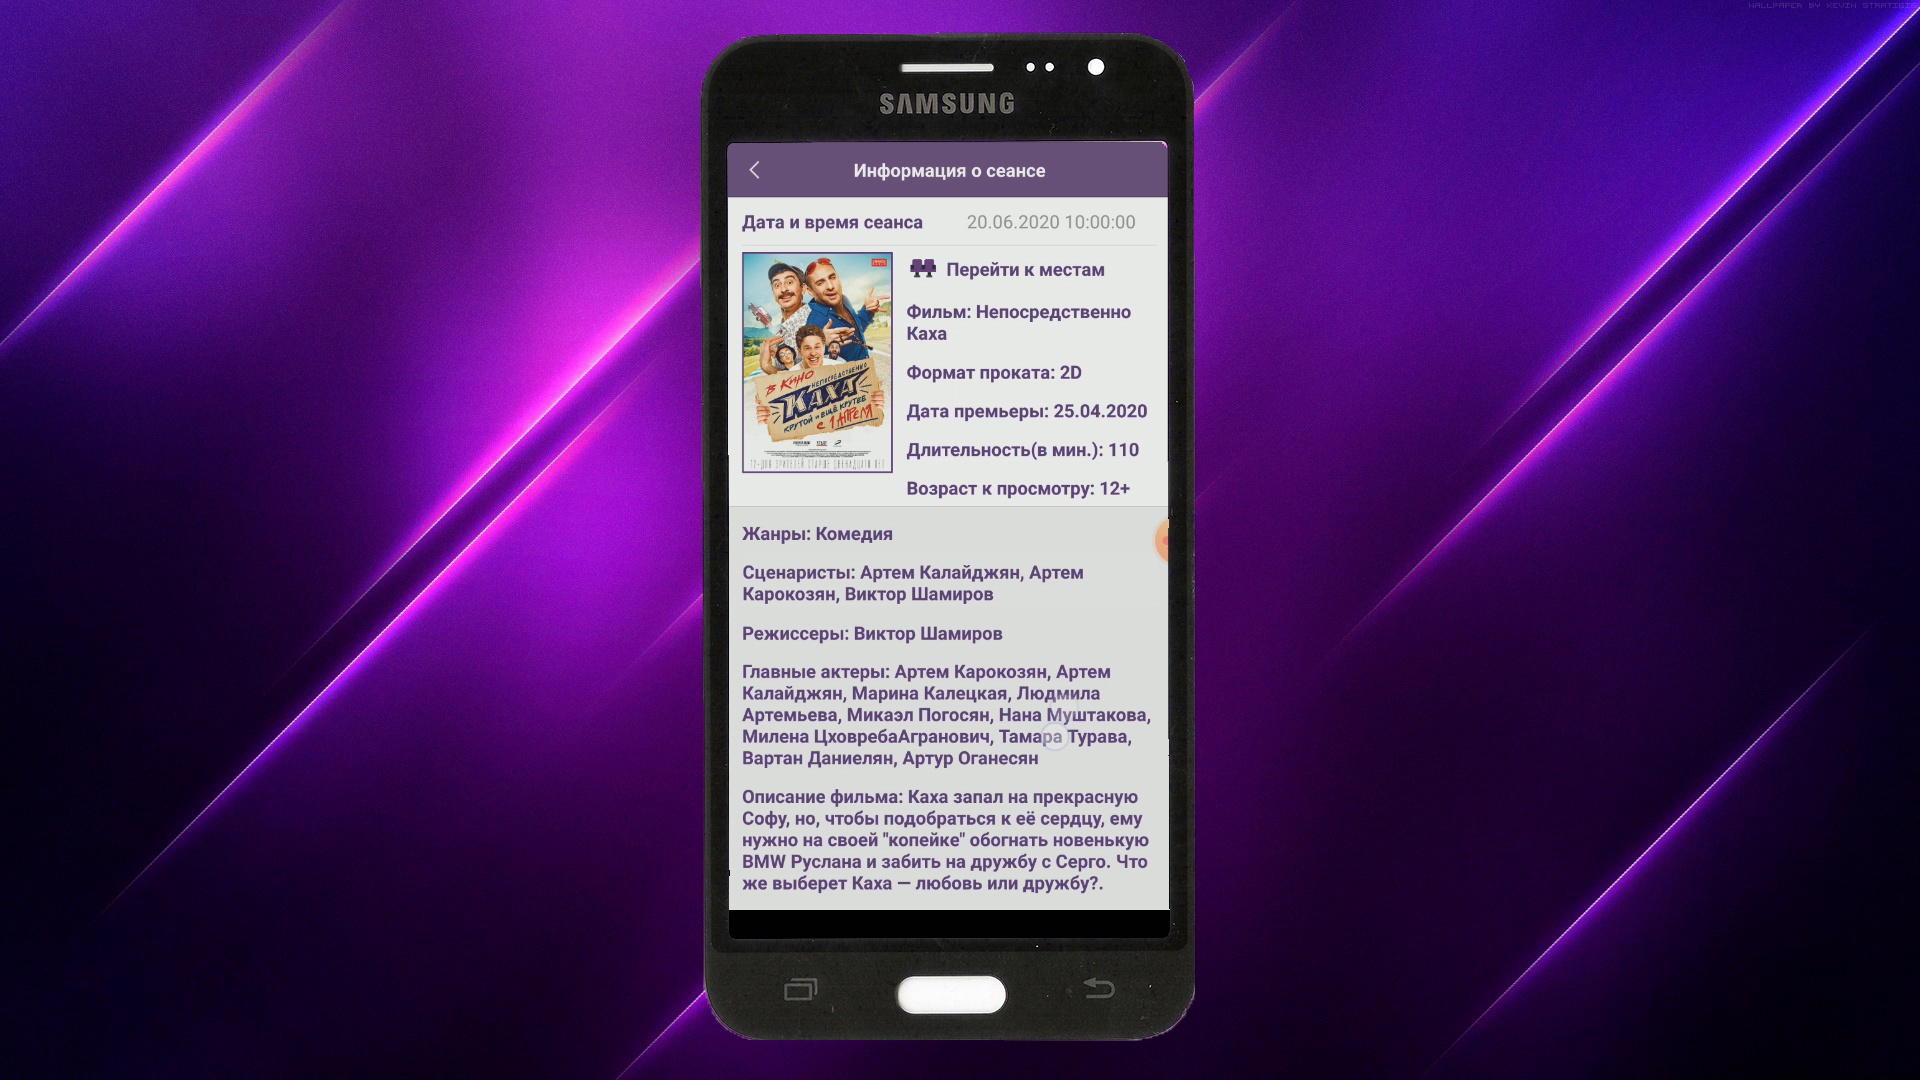 WALLPAPER BY KEVIN STRATIGIS
SAMSUNG
Информация о сеансе
Дата и время сеанса 20.06.2020 10:00:00
Перейти к местам
Фильм: Непосредственно
Каха
Формат проката: 2D
Дата премьеры: 25.04.2020
Длительность(в мин.): 110
Возраст к просмотру: 12+
В КИНО
НЕПОСРЕДСТВЕННО
КАХА
КРУТОЙ И ЕЩЁ КРУТЕЕ
С 1 АПРЕЛЯ
Жанры: Комедия
Сценаристы: Артем Калайджян, Артем
Карокозян, Виктор Шамиров
Режиссеры: Виктор Шамиров
Главные актеры: Артем Карокозян, Артем
Калайджян, Марина Калецкая, Людмила
Артемьева, Микаэл Погосян, Нана Муштакова,
Милена ЦховребаАгранович, Тамара Турава,
Вартан Даниелян, Артур Оганесян
Описание фильма: Каха запал на прекрасную
Софу, но, чтобы подобраться к её сердцу, ему
нужно на своей "копейке" обогнать новенькую
BMW Руслана и забить на дружбу с Серго. Что
же выберет Каха — любовь или дружбу?.